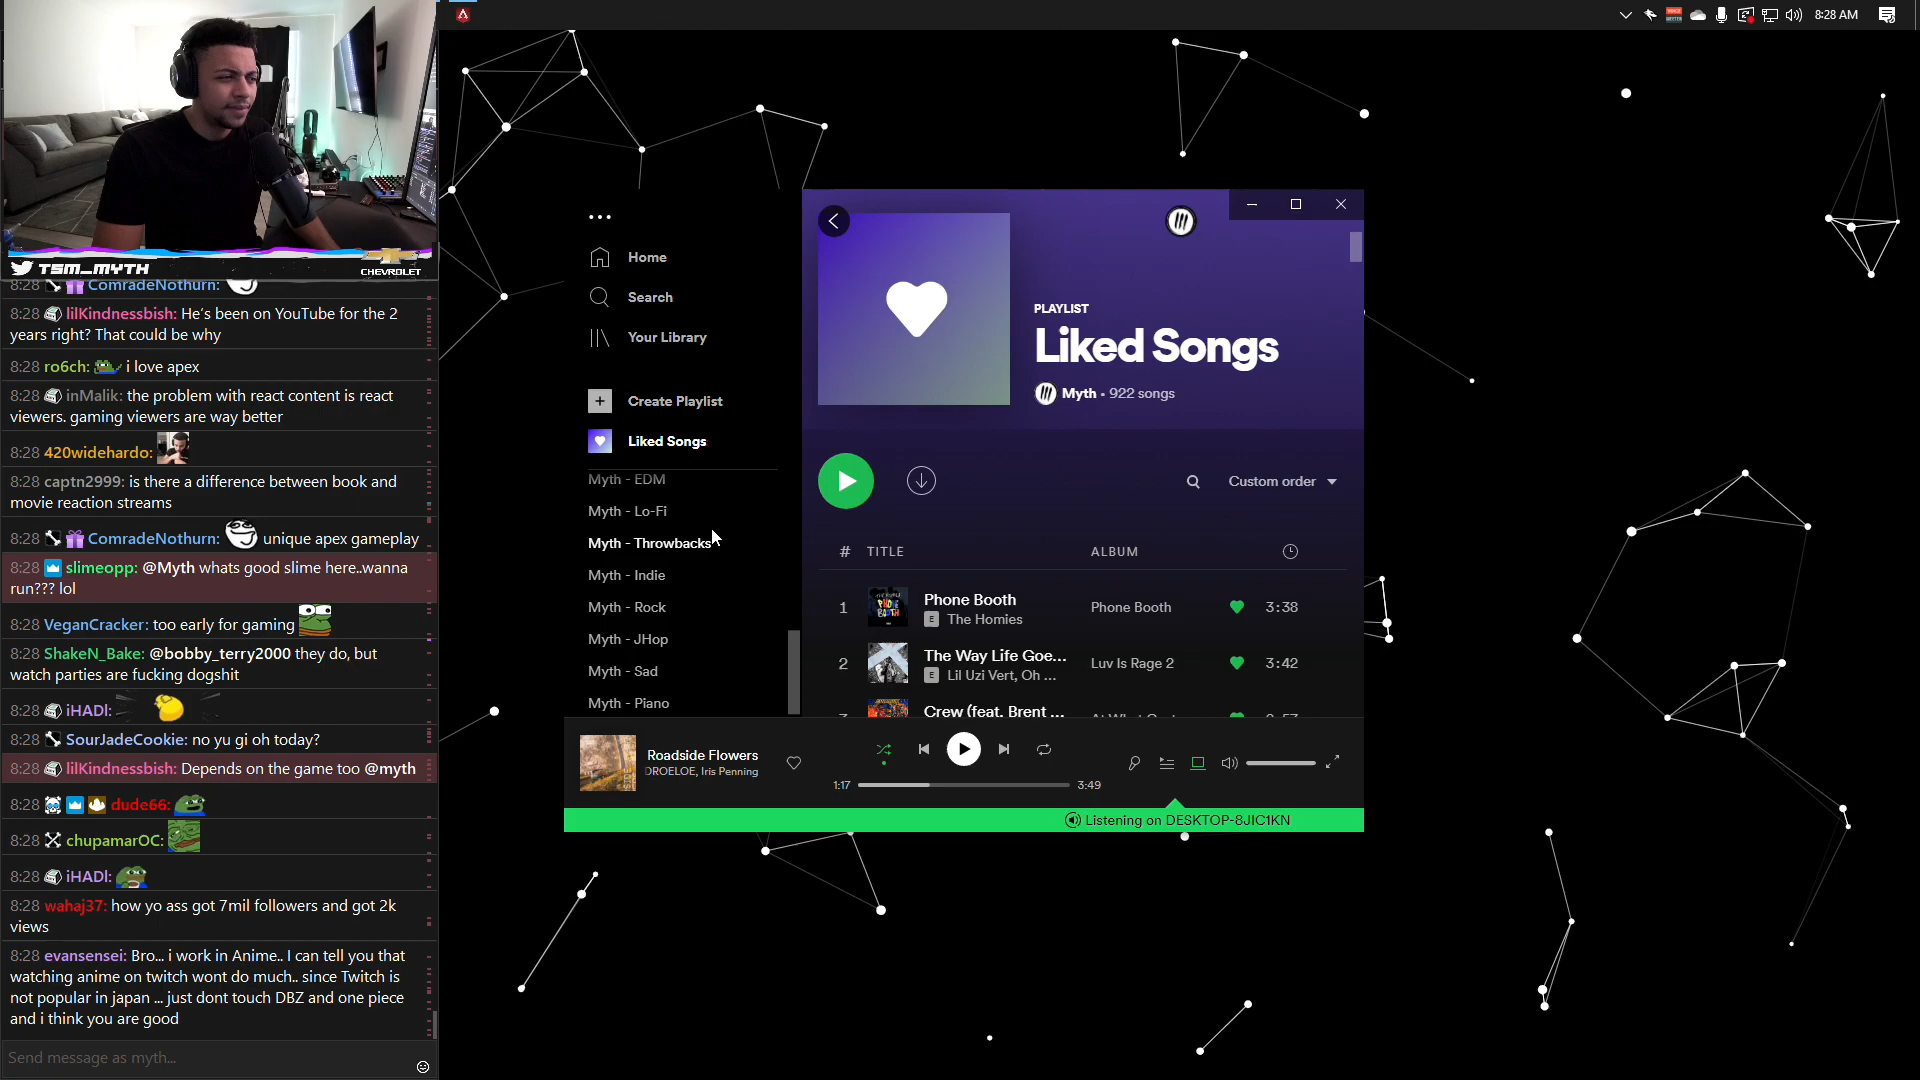 8:28 AM
TSM_MYTH
CHEVROLET
8:28 ComradeNothurn:
8:28 lilKindnessbish: He's been on YouTube for the 2
years right? That could be why
8:28 ro6ch: i love apex
8:28 inMalik: the problem with react content is react
viewers. gaming viewers are way better
8:28 420widehardo:
8:28 captn2999: is there a difference between book and
movie reaction streams
8:28 ComradeNothurn: unique apex gameplay
8:28 slimeopp: @Myth whats good slime here..wanna
run??? lol
8:28 VeganCracker: too early for gaming
8:28 ShakeN_Bake: @bobby_terry2000 they do, but
watch parties are fucking dogshit
8:28 iHADl:
8:28 SourJadeCookie: no yu gi oh today?
8:28 lilKindnessbish: Depends on the game too @myth
8:28 dude66:
8:28 chupamarOC:
8:28 iHADl:
8:28 wahaj37: how yo ass got 7mil followers and got 2k
views
8:28 evansensei: Bro... i work in Anime.. I can tell you that
watching anime on twitch wont do much.. since Twitch is
not popular in japan ... just dont touch DBZ and one piece
and i think you are good
Send message as myth...
Home
Search
Your Library
Create Playlist
Liked Songs
Myth - EDM
Myth - Lo-Fi
Myth - Throwbacks
Myth - Indie
Myth - Rock
Myth - JHop
Myth - Sad
Myth - Piano
PLAYLIST
Liked Songs
Myth • 922 songs
Custom order
# TITLE ALBUM
1 Phone Booth Phone Booth 3:38
E The Homies
2 The Way Life Goe... Luv Is Rage 2 3:42
E Lil Uzi Vert, Oh ...
Crew (feat. Brent ...
Roadside Flowers
DROELOE, Iris Penning
1:17 3:49
Listening on DESKTOP-8JIC1KN